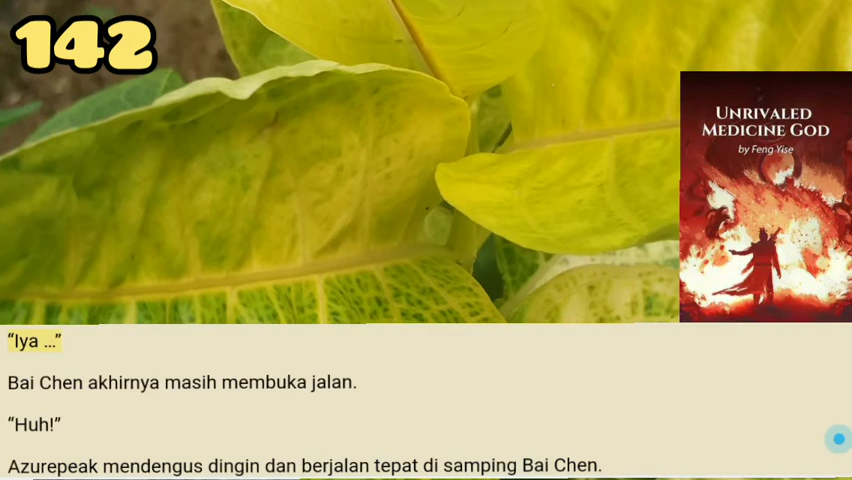 142
UNRIVALED
MEDICINE GOD
by Feng Yise
“Iya ...”
Bai Chen akhirnya masih membuka jalan.
“Huh!”
Azurepeak mendengus dingin dan berjalan tepat di samping Bai Chen.